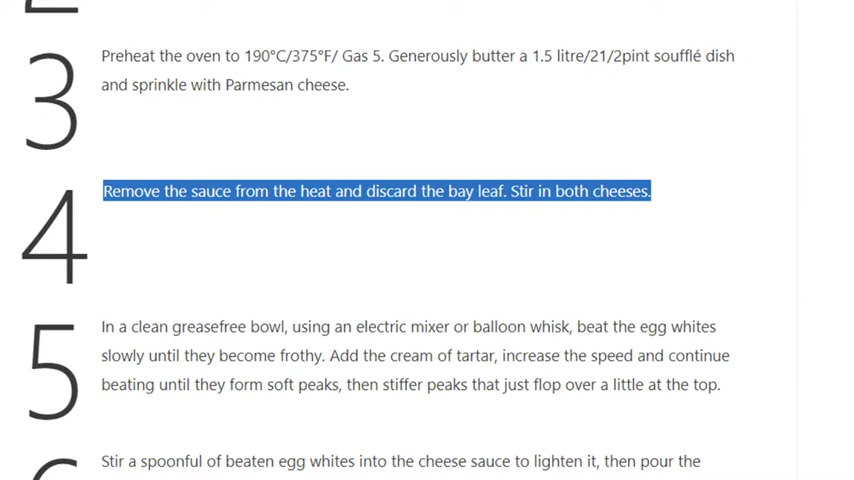 3
Preheat the oven to 190°C/375°F/ Gas 5. Generously butter a 1.5 litre/21/2pint soufflé dish
and sprinkle with Parmesan cheese.
4
Remove the sauce from the heat and discard the bay leaf. Stir in both cheeses.
5
In a clean greasefree bowl, using an electric mixer or balloon whisk, beat the egg whites
slowly until they become frothy. Add the cream of tartar, increase the speed and continue
beating until they form soft peaks, then stiffer peaks that just flop over a little at the top.
Stir a spoonful of beaten egg whites into the cheese sauce to lighten it, then pour the